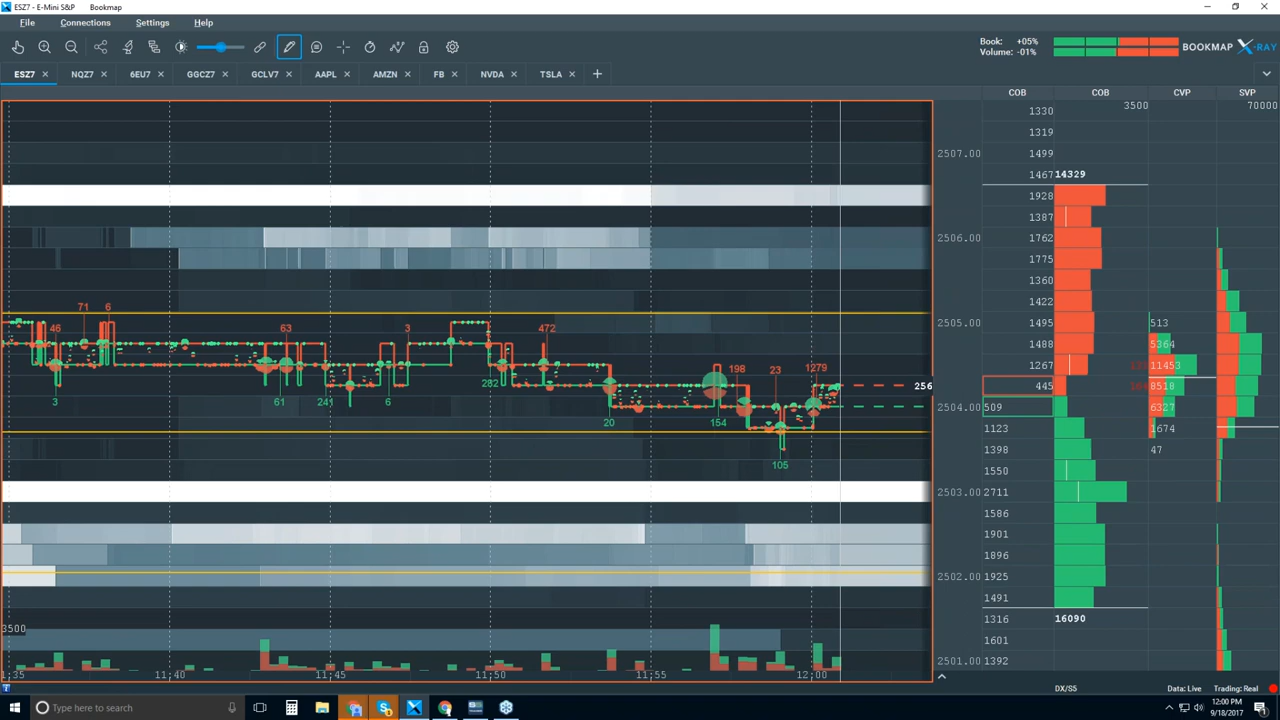 ESZ7 - E-Mini S&P Bookmap
File Connections Settings Help
Book: +05%
Volume: -01%
BOOKMAP X-RAY
ESZ7 NQZ7 6EU7 GGCZ7 GCLV7 AAPL AMZN FB NVDA TSLA
COB COB CVP SVP
3500 70000
1330
1319
2507.00 1499
1467 14329
1928
1387
2506.00 1762
1775
1360
1422
2505.00 1495 513
1488 5364
1267 11453
445 8518
2504.00 509 6327
1123 1674
1398 47
1550
2503.00 2711
1586
1901
1896
2502.00 1925
1491
1316 16090
1601
2501.00 1392
71 6
46 63 3 472
3 61 241 6 282
198 23 1279
256
20 154
105
3500
1:35 11:40 11:45 11:50 11:55 12:00
DX/S5 Data: Live Trading: Real
Type here to search
12:00 PM
9/18/2017